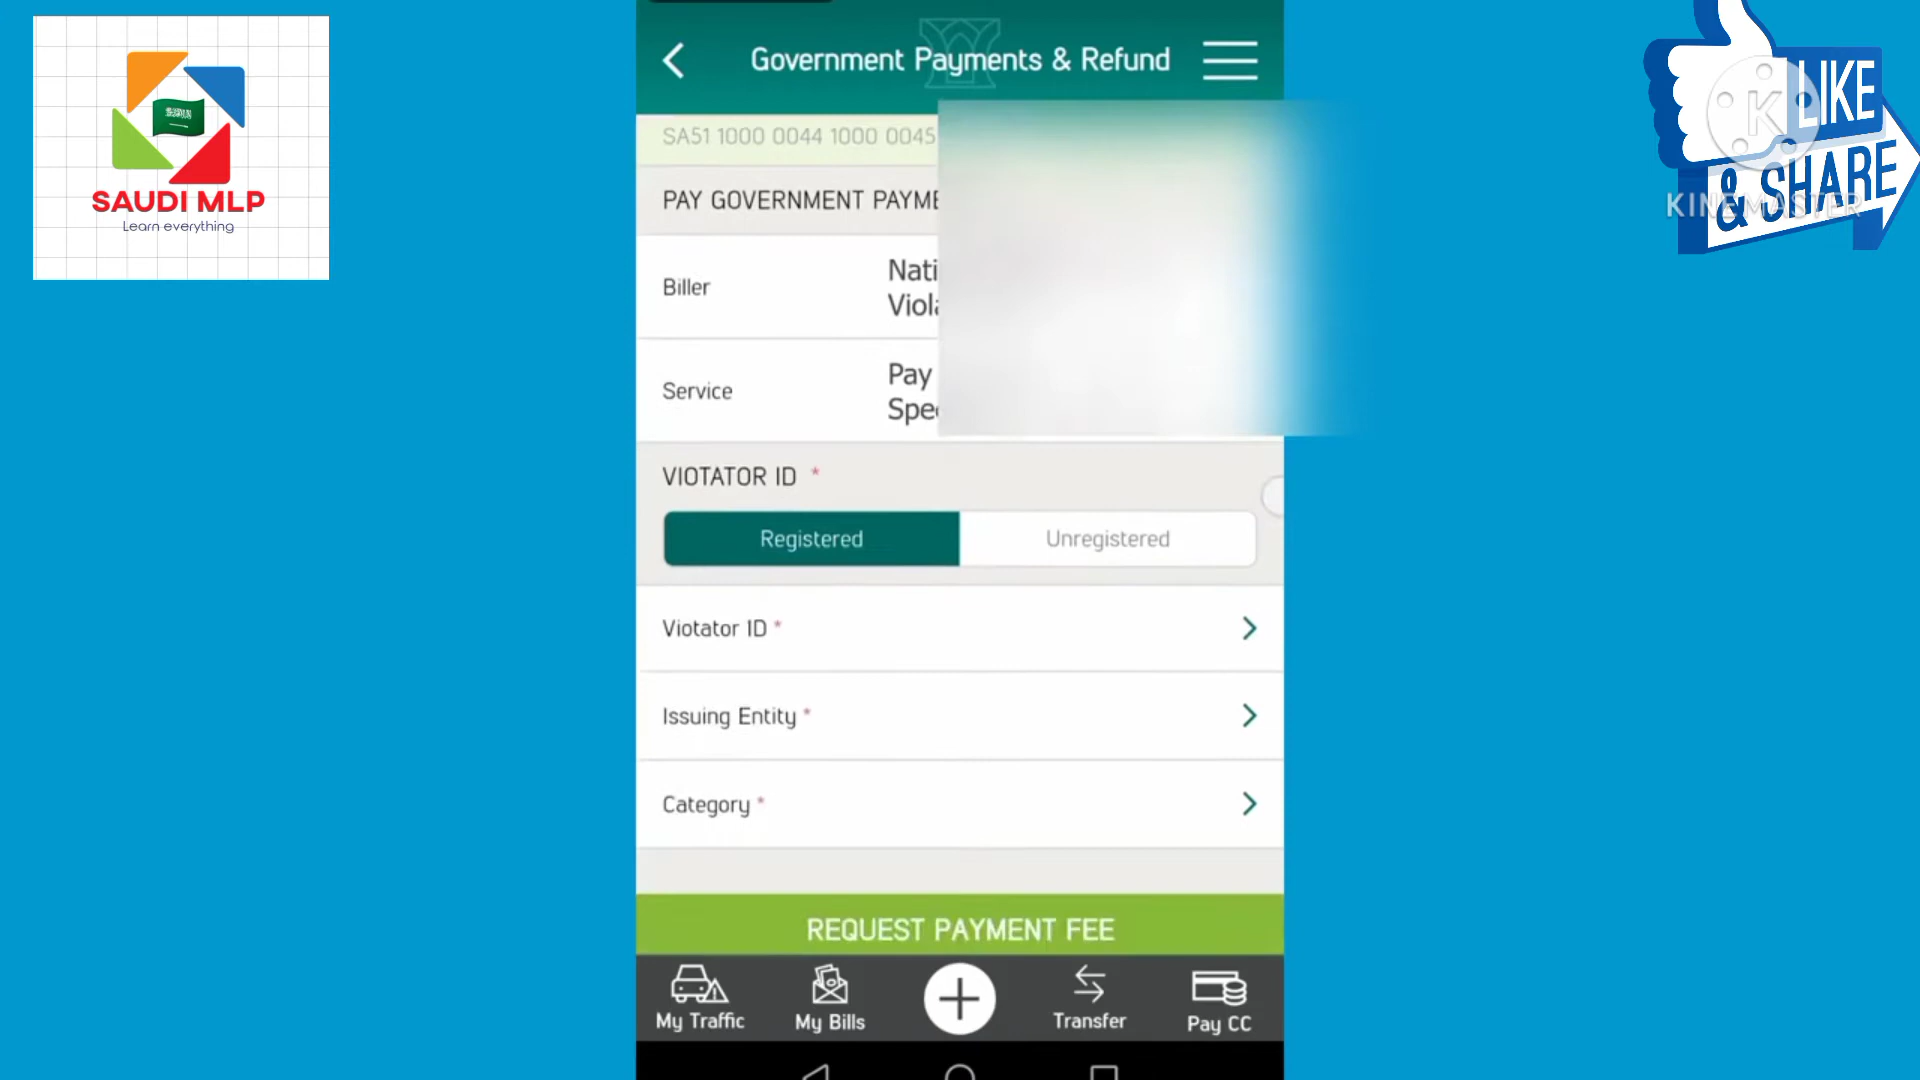 SAUDI MLP
Learn everything
Government Payments & Refund
SA51 1000 0044 1000 0045
PAY GOVERNMENT PAYME
Biller
Nati
Viola
Service
Pay
Spe
VIOTATOR ID *
Registered
Unregistered
Viotator ID *
Issuing Entity *
Category *
REQUEST PAYMENT FEE
My Traffic
My Bills
Transfer
Pay CC
LIKE
& SHARE
K
KINEMASTER